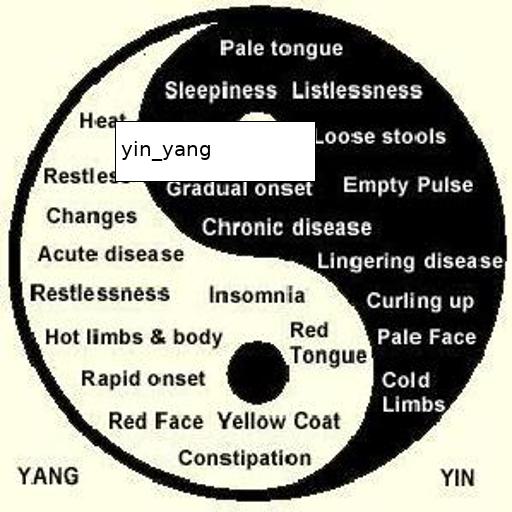 Pale tongue
Sleepiness Listlessness
Heat
yin_yang
Loose stools
Restless
Gradual onset
Empty Pulse
Changes
Chronic disease
Acute disease
Lingering disease
Restlessness
Insomnia
Curling up
Hot limbs & body
Red
Tongue
Pale Face
Rapid onset
Cold
Limbs
Red Face Yellow Coat
Constipation
YANG
YIN